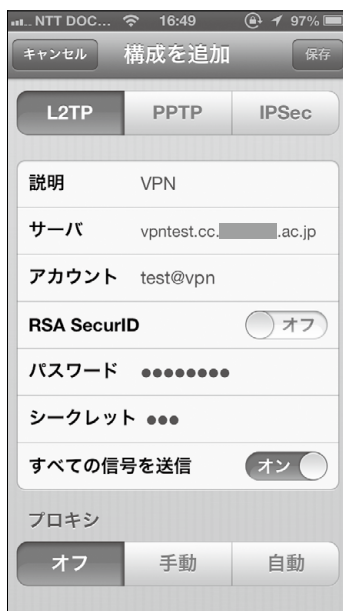 NTT DOC... 16:49 97%
キャンセル 構成を追加 保存
L2TP PPTP IPSec
説明 VPN
サーバ vpntest.cc. .ac.jp
アカウント test@vpn
RSA SecurID オフ
パスワード ●●●●●●●●
シークレット ●●●
すべての信号を送信 オン
プロキシ
オフ 手動 自動